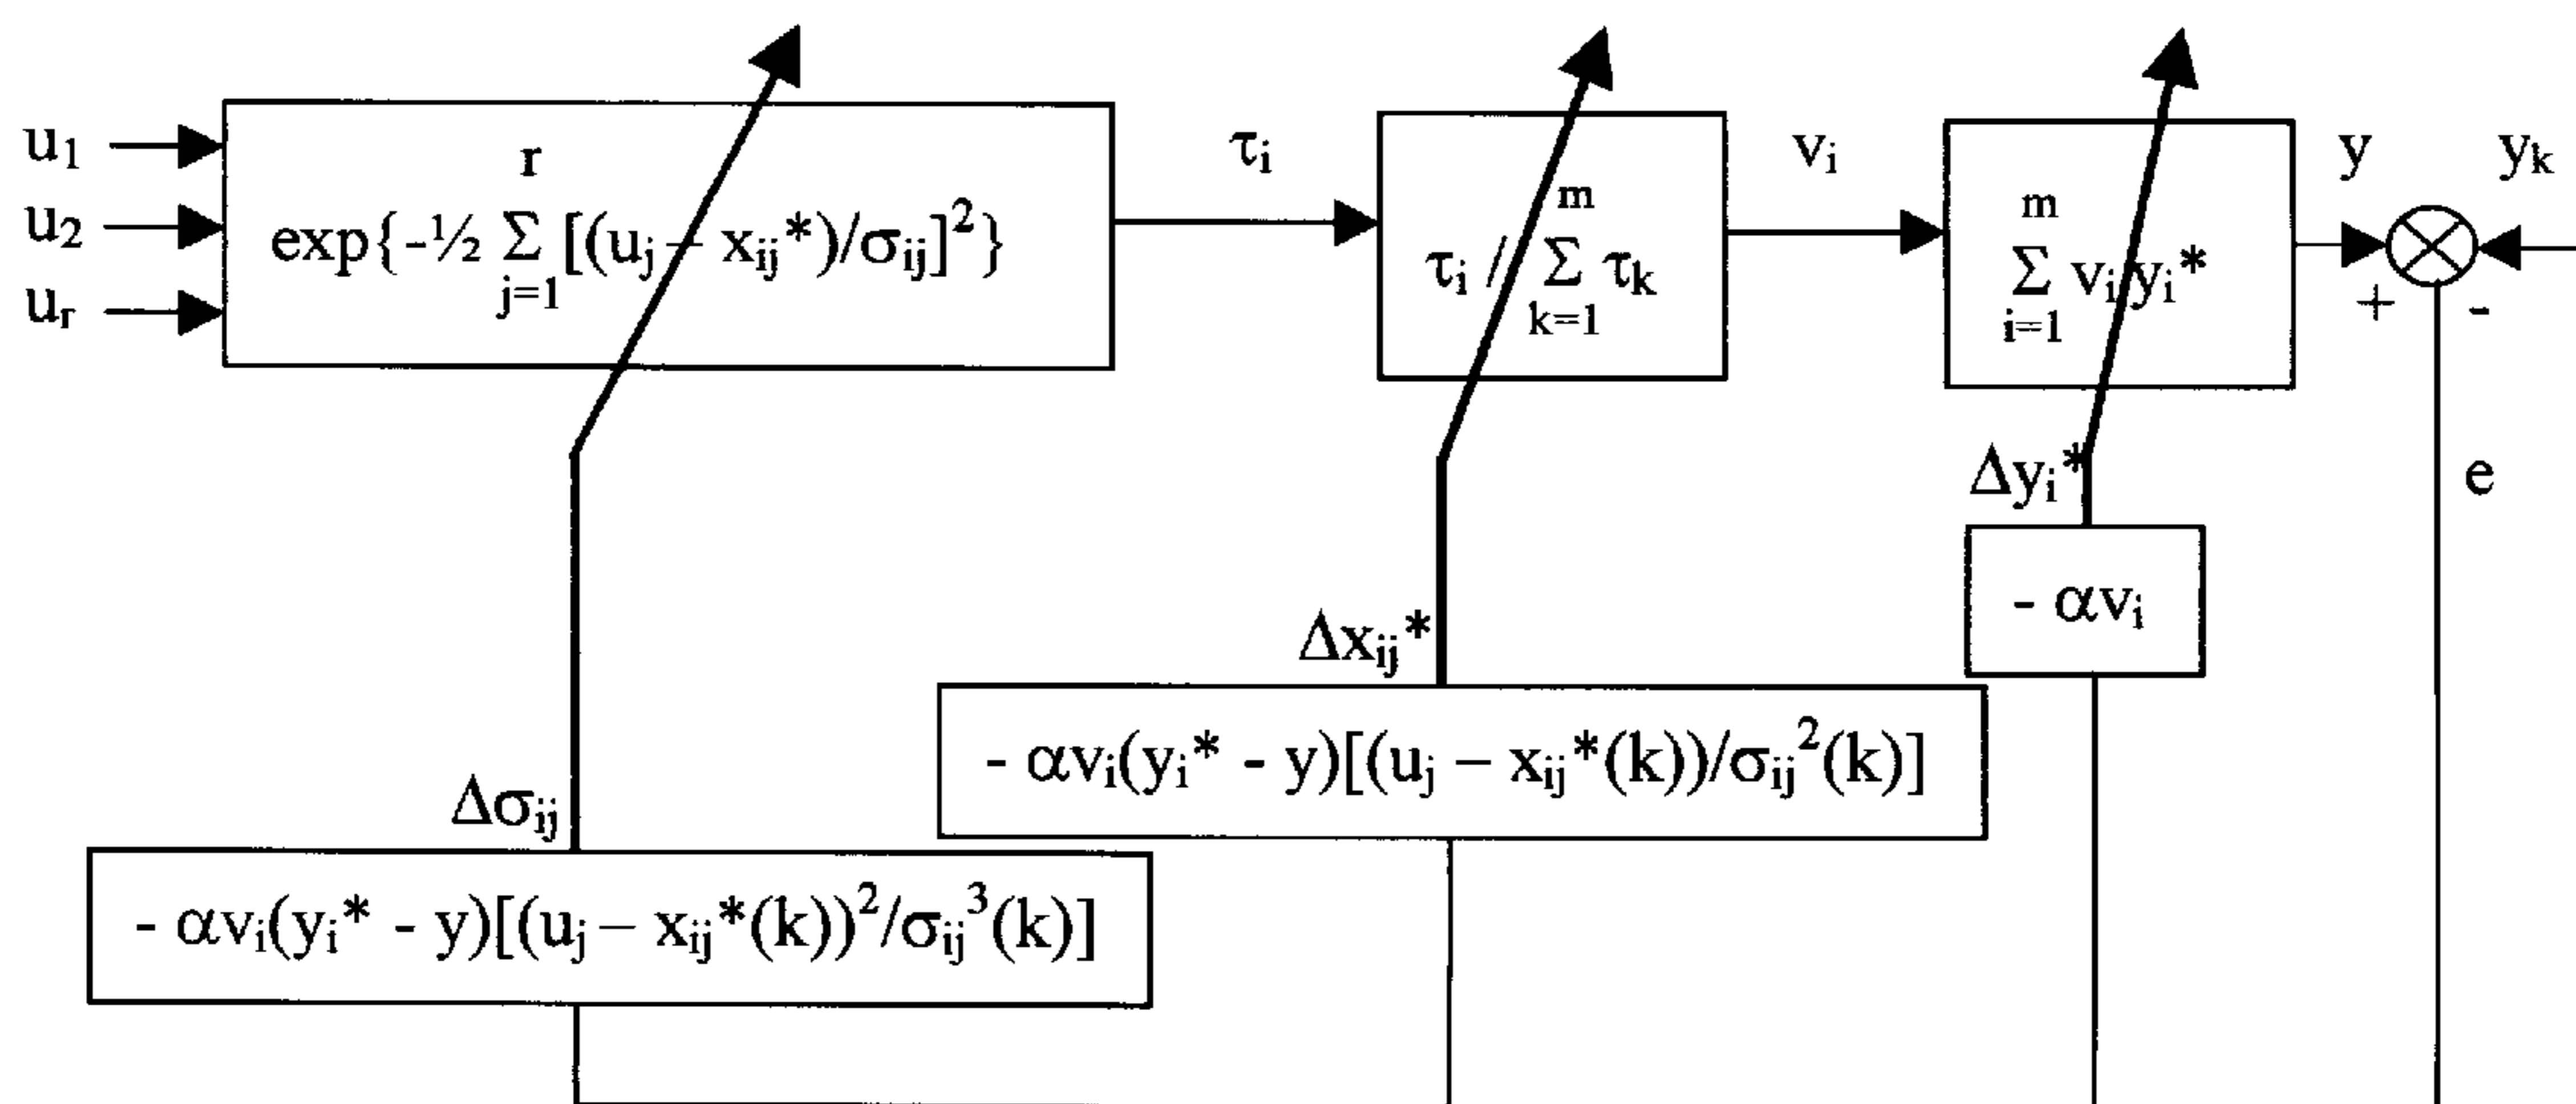 u₁
u₂
uᵣ
r
exp{-½ Σ [(uⱼ – xᵢⱼ*)/σᵢⱼ]²}
j=1
τᵢ
m
τᵢ / Σ τₖ
k=1
vᵢ
m
Σ vᵢ yᵢ*
i=1
y
yₖ
+
-
e
Δyᵢ*
- αvᵢ
Δxᵢⱼ*
- αvᵢ(yᵢ* - y)[(uⱼ – xᵢⱼ*(k))/σᵢⱼ²(k)]
Δσᵢⱼ
- αvᵢ(yᵢ* - y)[(uⱼ – xᵢⱼ*(k))²/σᵢⱼ³(k)]